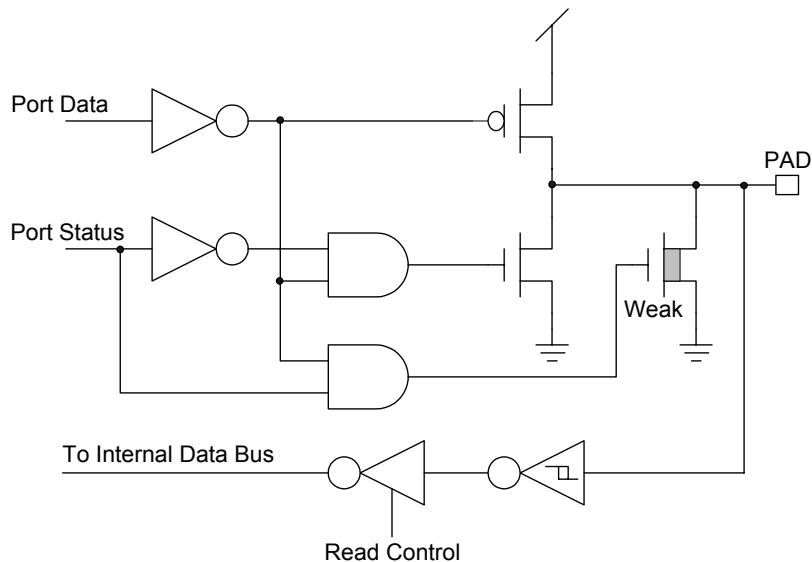 Port Data
PAD
Port Status
Weak
To Internal Data Bus
Read Control